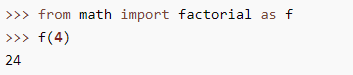 >>> from math import factorial as f
>>> f(4)
24